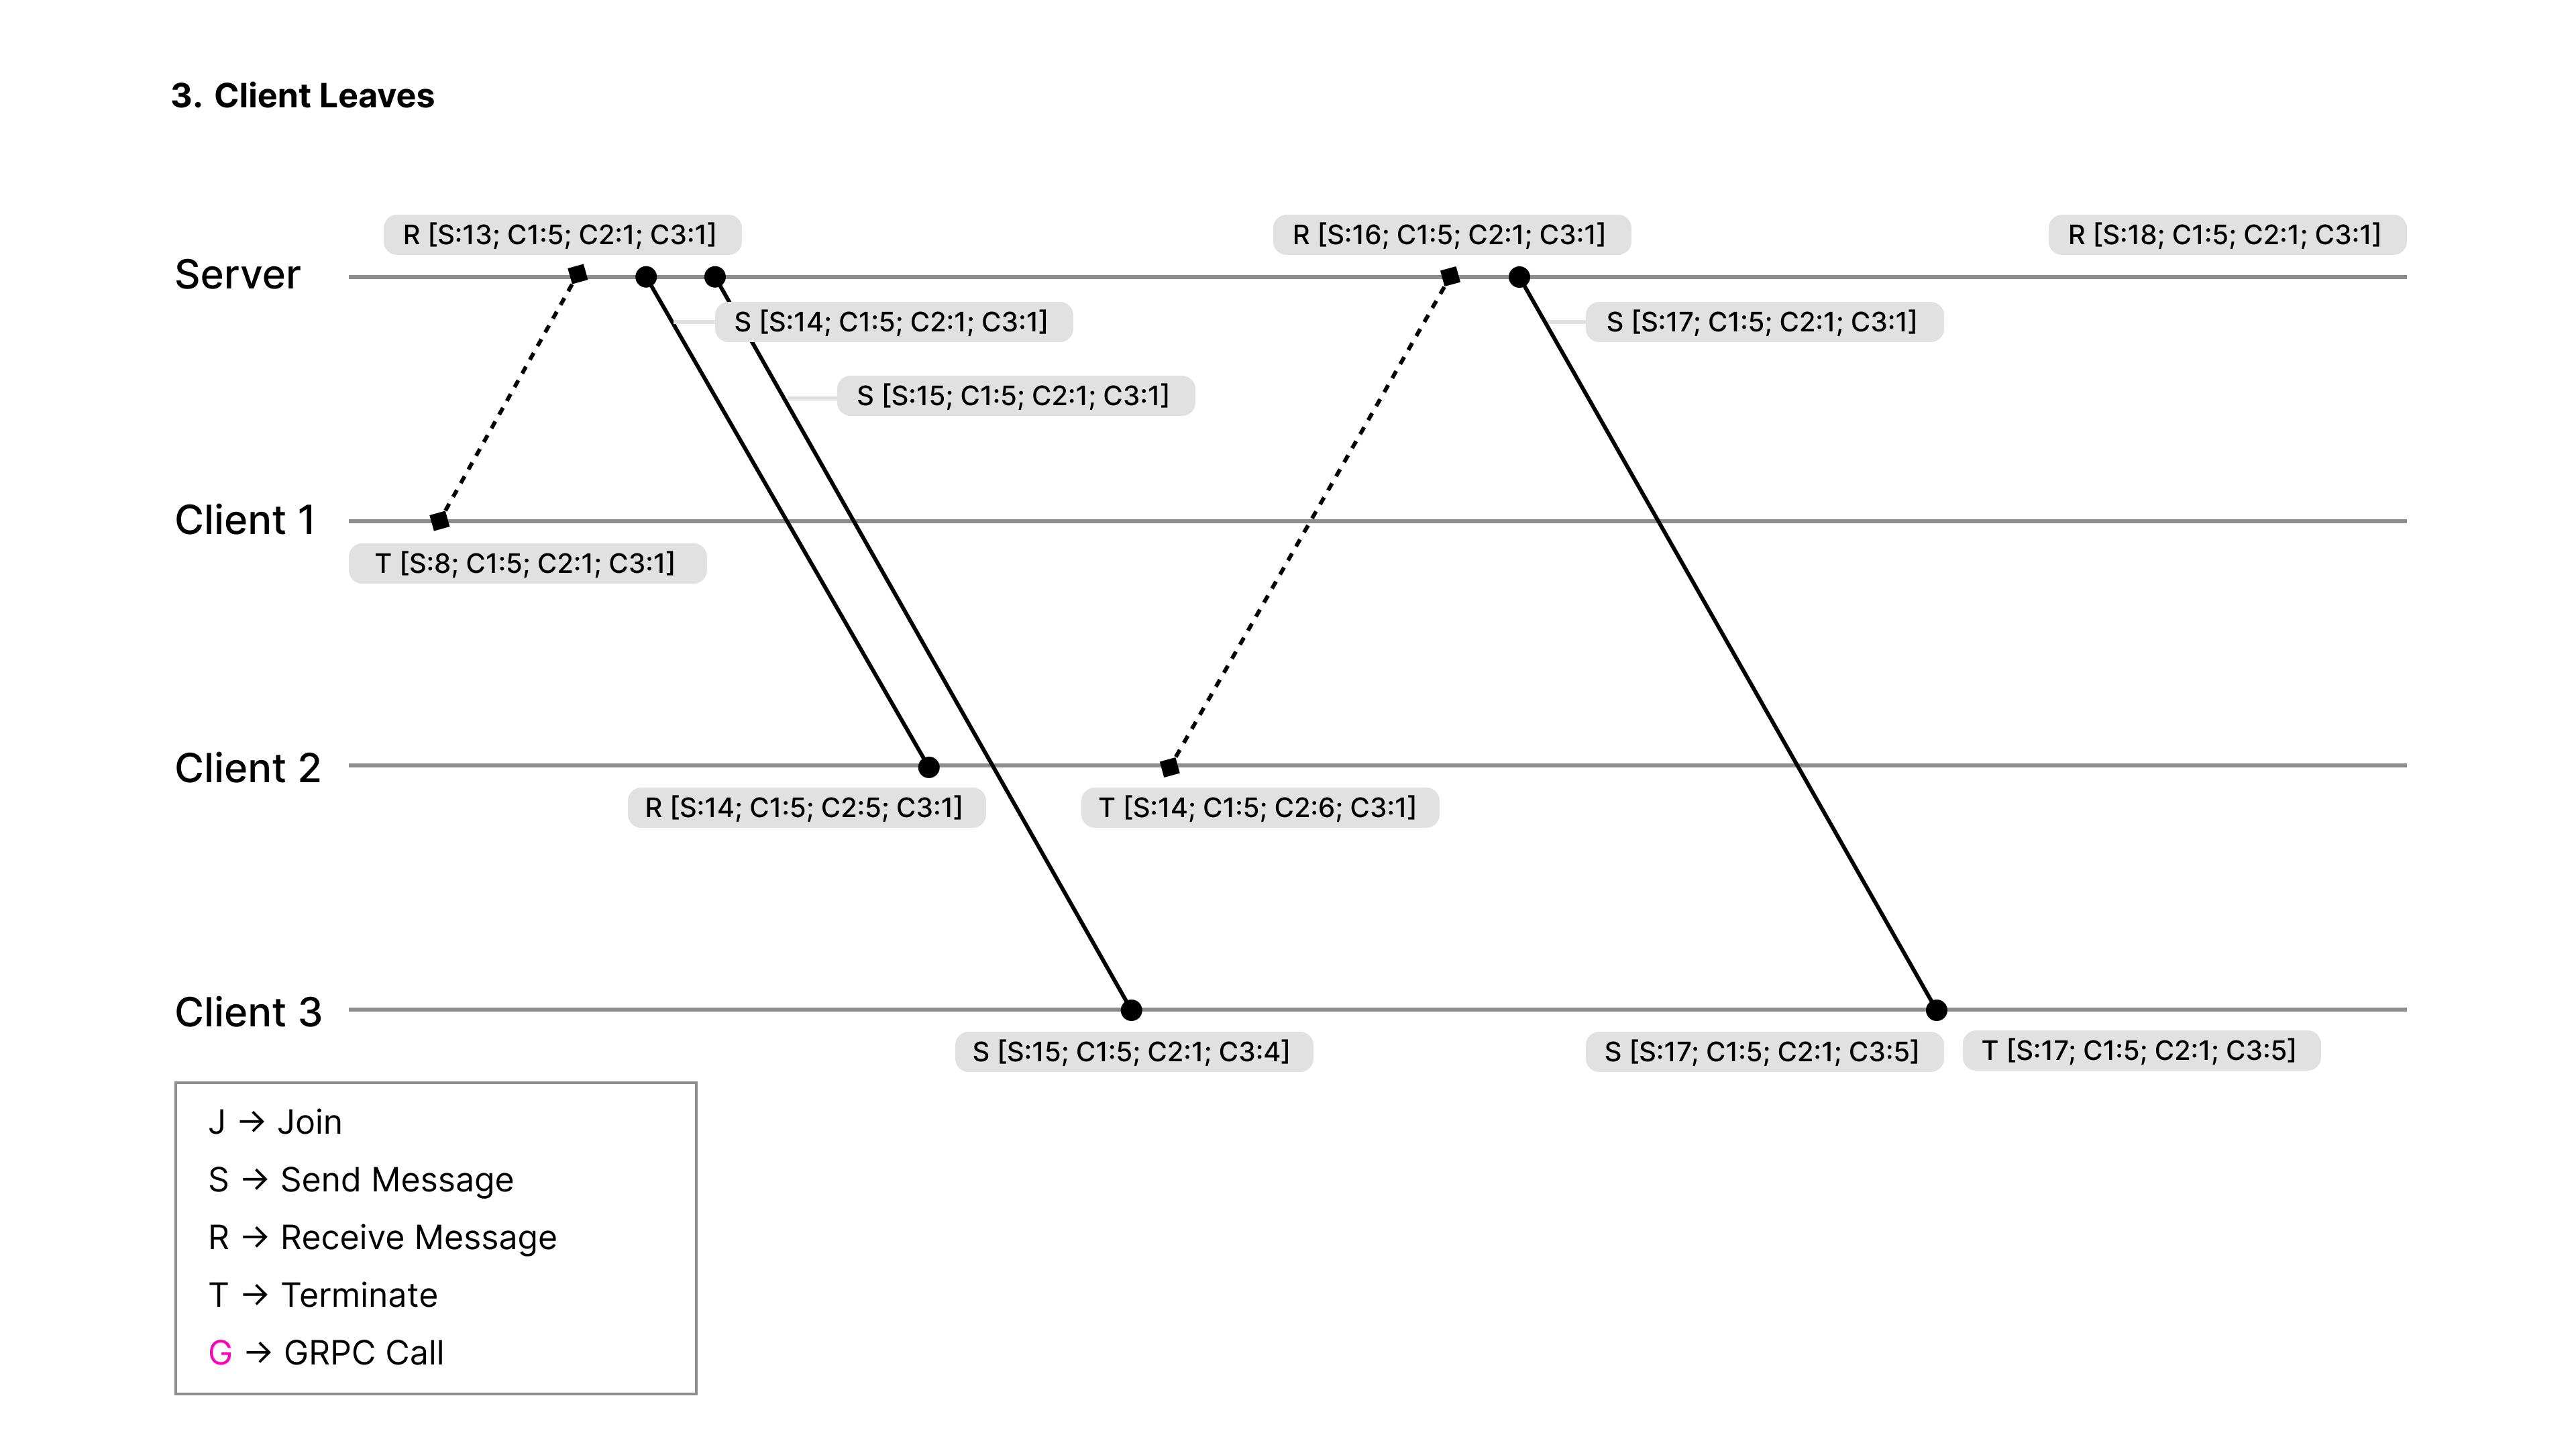 3. Client Leaves
R [S:13; C1:5; C2:1; C3:1]
R [S:16; C1:5; C2:1; C3:1]
R [S:18; C1:5; C2:1; C3:1]
Server
S [S:14; C1:5; C2:1; C3:1]
S [S:17; C1:5; C2:1; C3:1]
S [S:15; C1:5; C2:1; C3:1]
Client 1
T [S:8; C1:5; C2:1; C3:1]
Client 2
R [S:14; C1:5; C2:5; C3:1]
T [S:14; C1:5; C2:6; C3:1]
Client 3
S [S:15; C1:5; C2:1; C3:4]
S [S:17; C1:5; C2:1; C3:5]
T [S:17; C1:5; C2:1; C3:5]
J → Join
S → Send Message
R → Receive Message
T → Terminate
G → GRPC Call